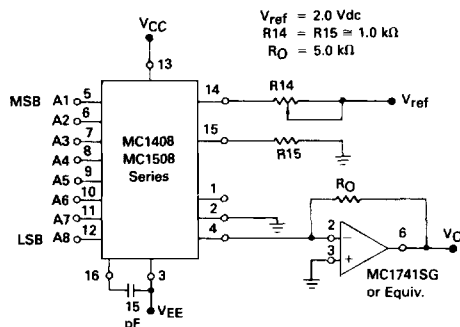 V_CC
V_ref = 2.0 Vdc
R14 = R15 ≅ 1.0 kΩ
R_O = 5.0 kΩ
13
MSB A1 5
A2 6
A3 7
A4 8
A5 9
A6 10
A7 11
LSB A8 12
MC1408
MC1508
Series
14
R14
V_ref
15
R15
1
2
4
R_O
2
3
6
V_O
MC1741SG
or Equiv.
16
3
15
pF
V_EE